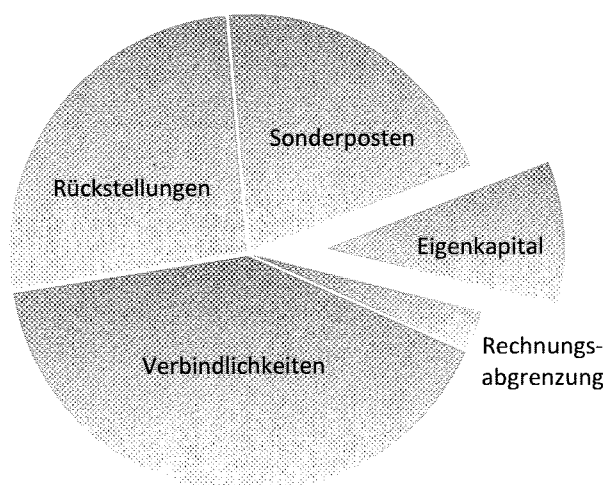 Sonderposten
Rückstellungen
Eigenkapital
Rechnungs-
abgrenzung
Verbindlichkeiten